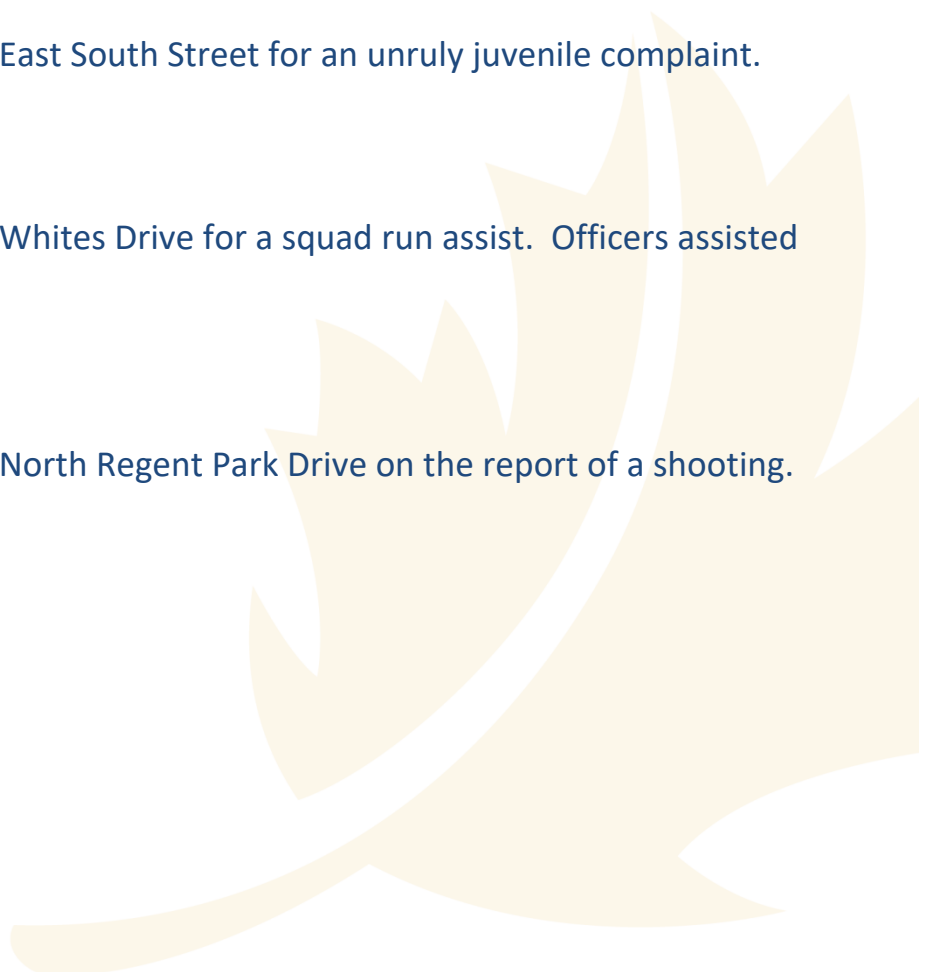 East South Street for an unruly juvenile complaint.
Whites Drive for a squad run assist.  Officers assisted
North Regent Park Drive on the report of a shooting.